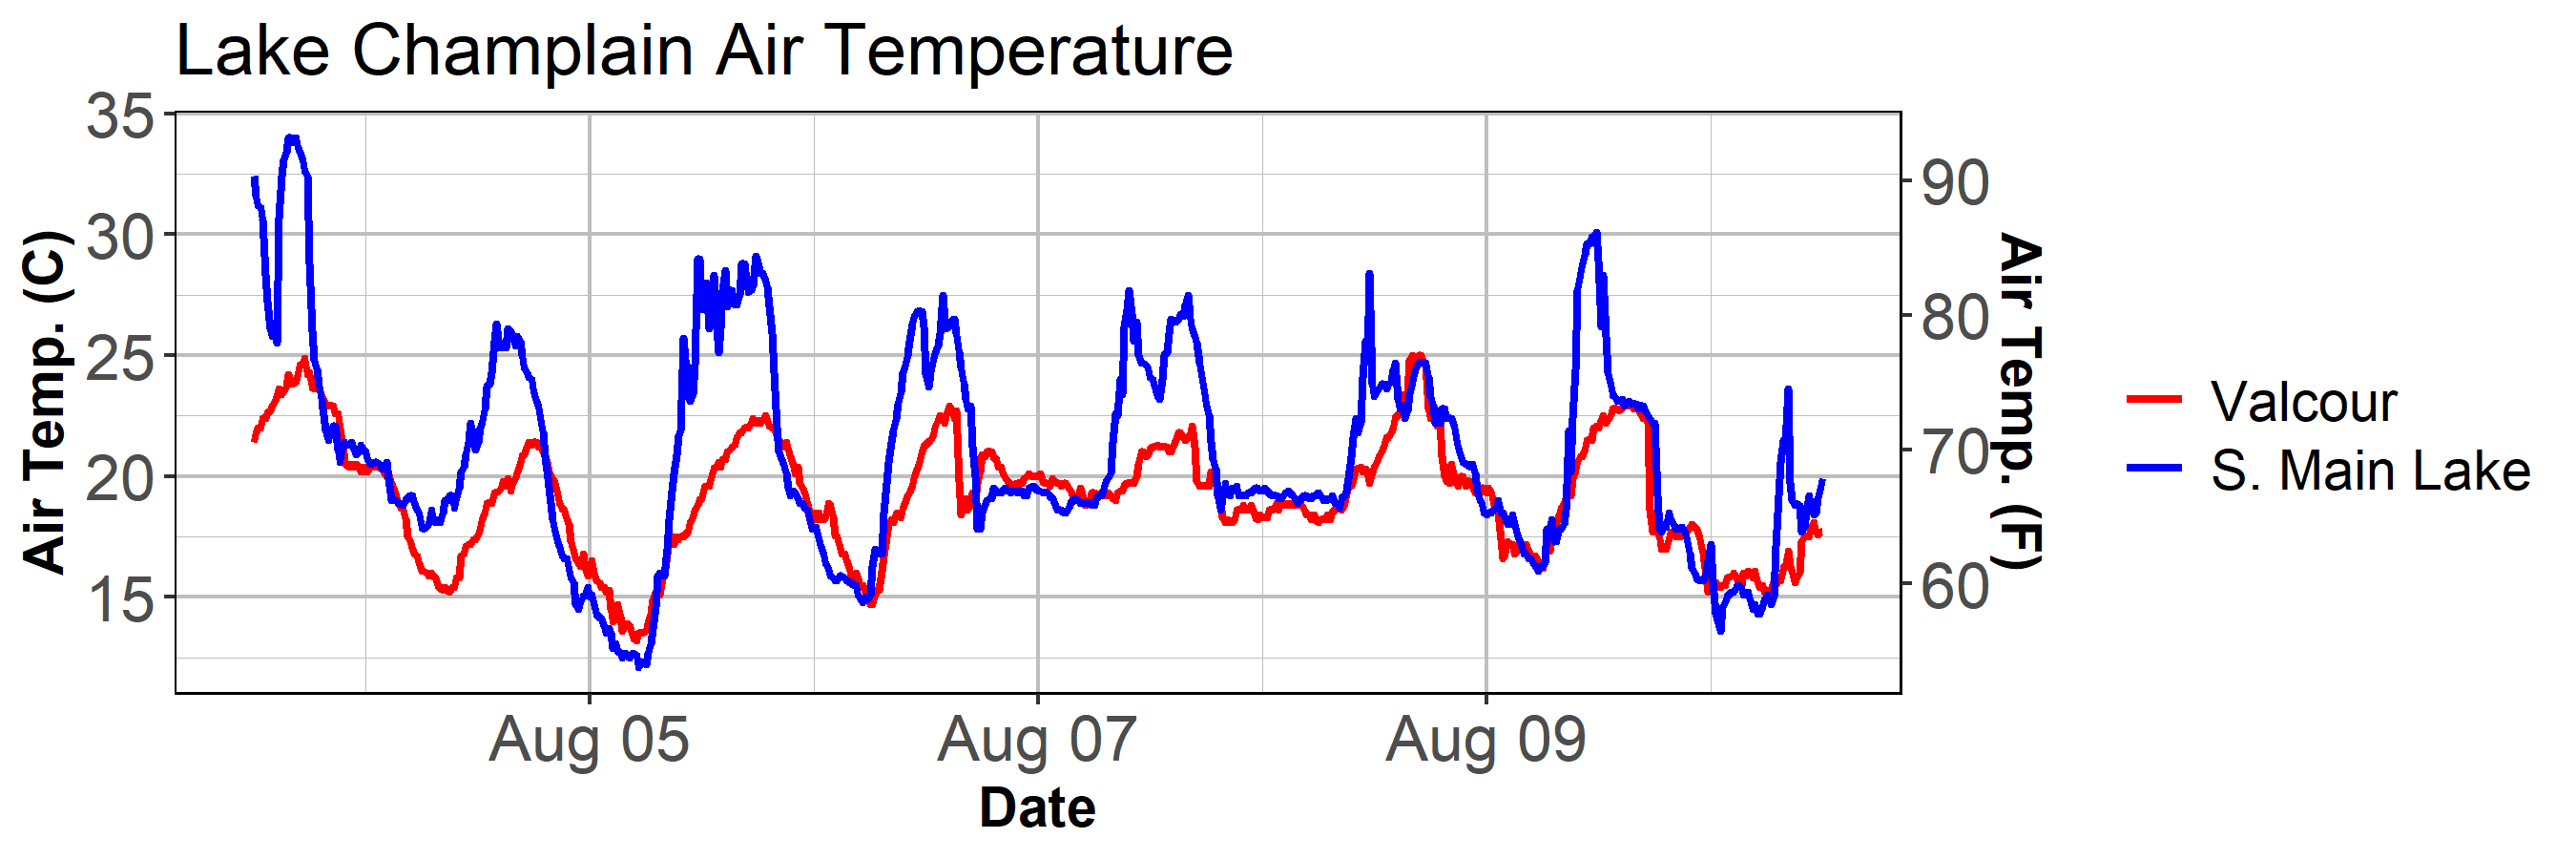 Lake Champlain Air Temperature
Air Temp. (C)
35
30
25
20
15
90
80
70
60
Air Temp. (F)
Aug 05
Aug 07
Aug 09
Date
Valcour
S. Main Lake